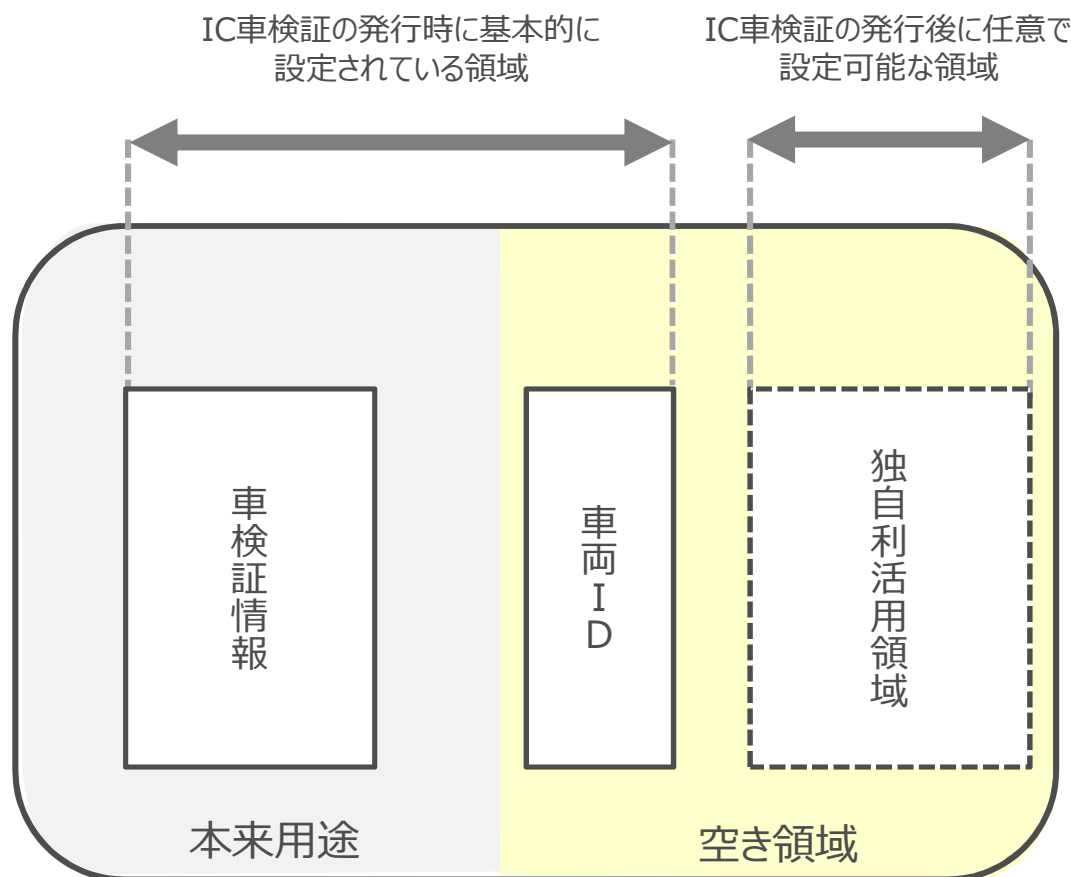 IC車検証の発行時に基本的に
設定されている領域
IC車検証の発行後に任意で
設定可能な領域
車検証情報
車両ID
独自利活用領域
本来用途
空き領域